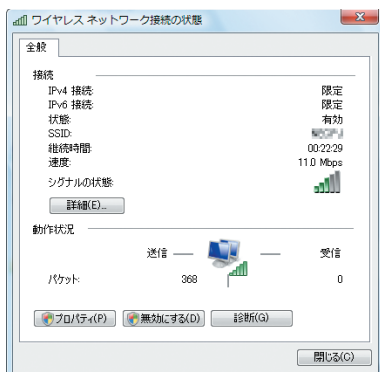 ワイヤレス ネットワーク接続の状態
全般
接続
IPv4 接続: 限定
IPv6 接続: 限定
状態: 有効
SSID:
継続時間: 00:22:29
速度: 11.0 Mbps
シグナルの状態:
詳細(E)...
動作状況
送信 — — 受信
パケット: 368 0
プロパティ(P) 無効にする(D) 診断(G)
閉じる(C)